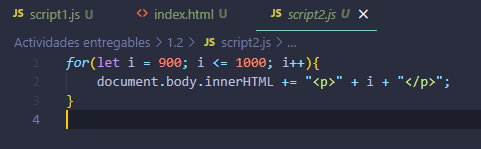 JS script1.js U <> index.html U JS script2.js U ×
Actividades entregables > 1.2 > JS script2.js > ...
1 for(let i = 900; i <= 1000; i++){
2 document.body.innerHTML += "<p>" + i + "</p>";
3 }
4